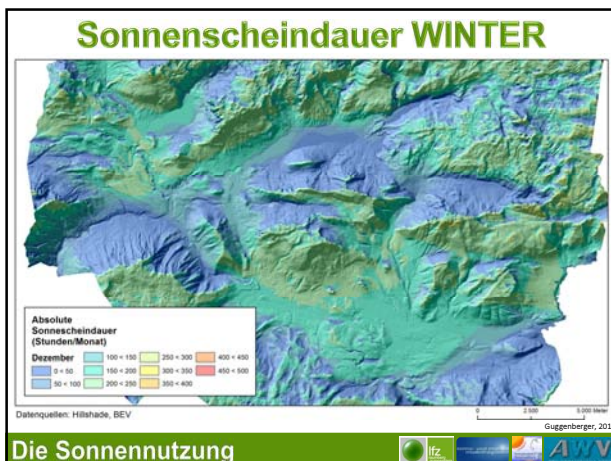 Sonnenscheindauer WINTER
Absolute
Sonnescheindauer
(Stunden/Monat)
Dezember
0 < 50
50 < 100
100 < 150
150 < 200
200 < 250
250 < 300
300 < 350
350 < 400
400 < 450
450 < 500
Datenquellen: Hillshade, BEV
0 2.500 5.000 Meter
Guggenberger, 201
Die Sonnennutzung
lfz
AWV